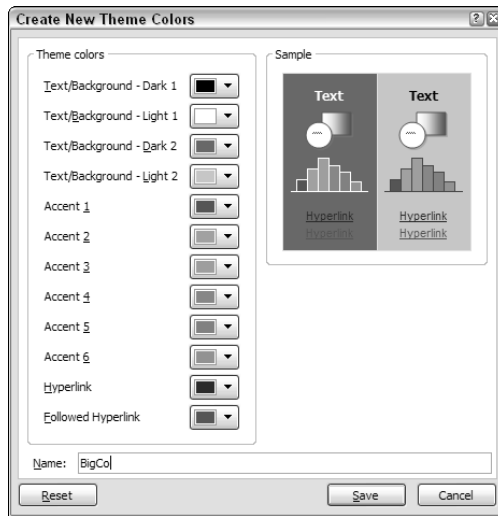 Create New Theme Colors
Theme colors
Text/Background - Dark 1
Text/Background - Light 1
Text/Background - Dark 2
Text/Background - Light 2
Accent 1
Accent 2
Accent 3
Accent 4
Accent 5
Accent 6
Hyperlink
Followed Hyperlink
Sample
Text Text
Hyperlink Hyperlink
Hyperlink Hyperlink
Name: BigCo
Reset Save Cancel